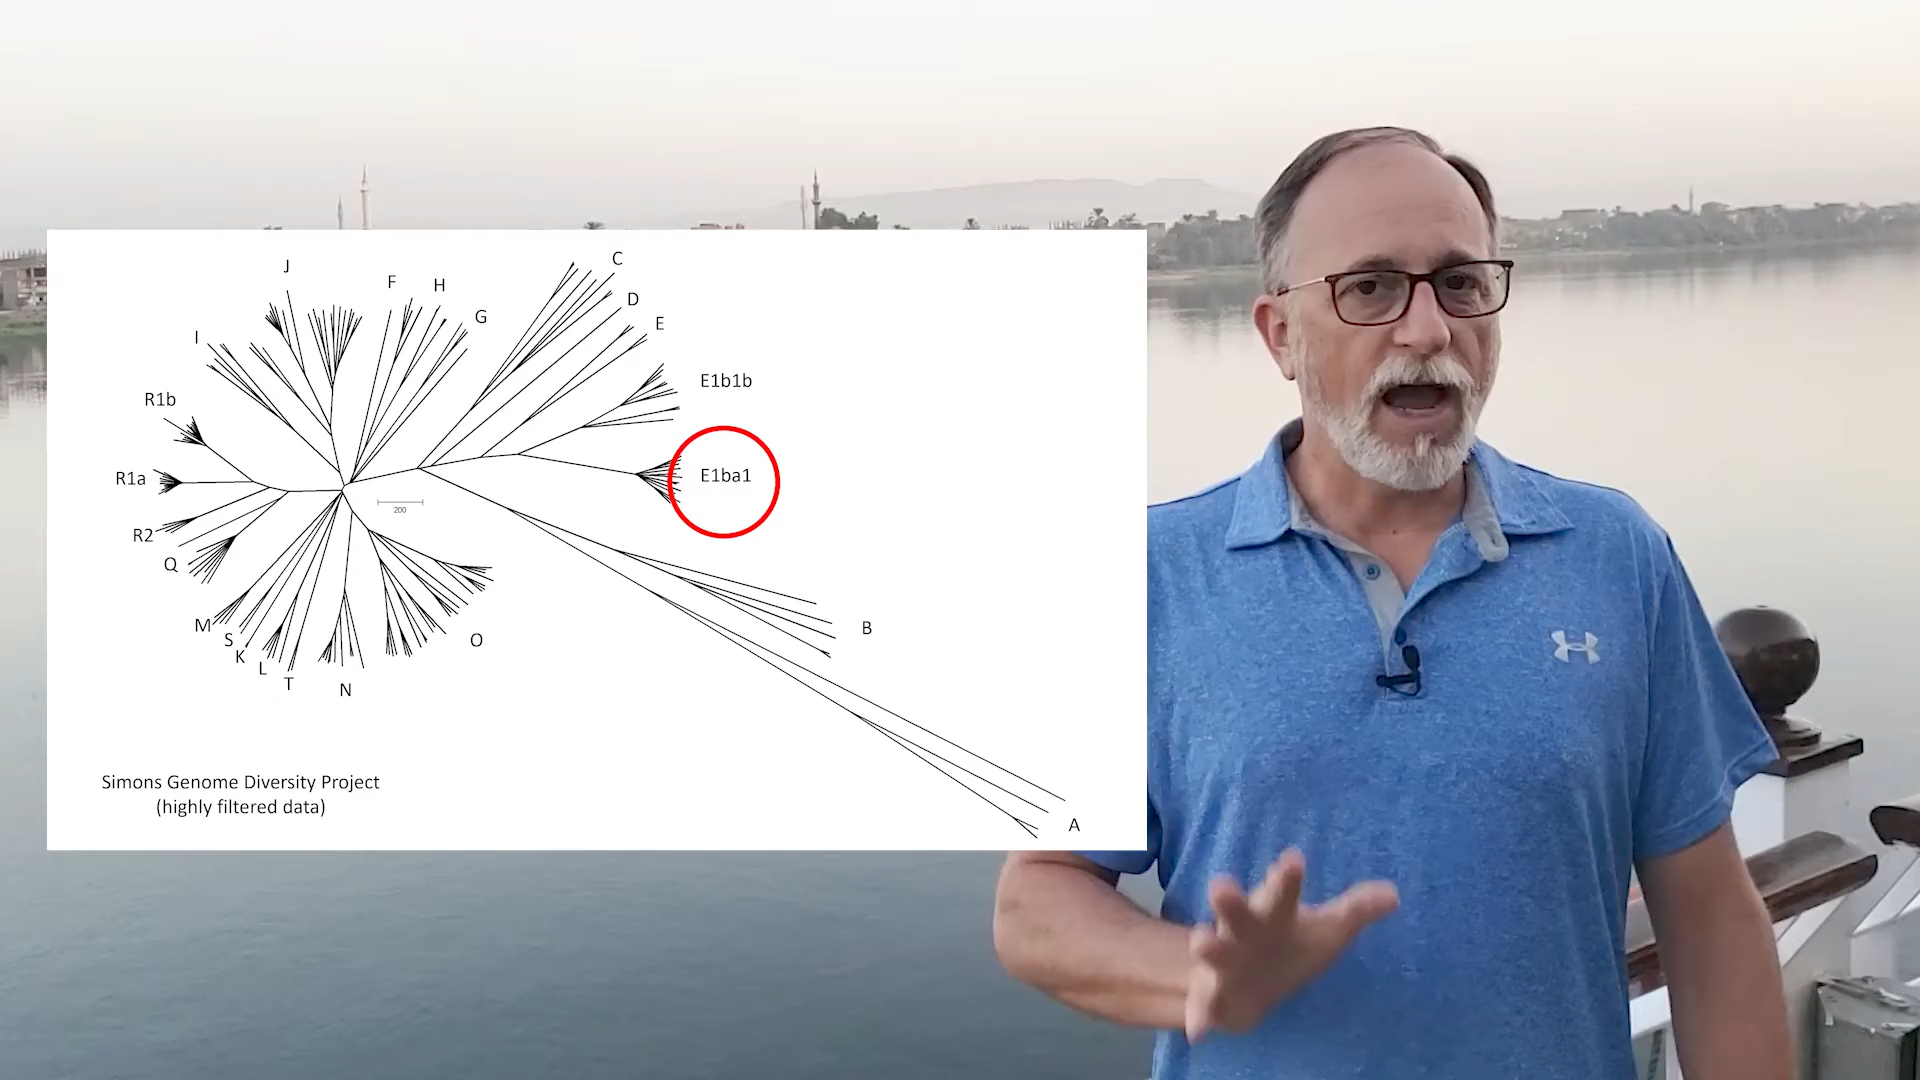 J
F
H
C
D
E
G
I
E1b1b
R1b
E1ba1
R1a
200
R2
Q
M
S
K
L
T
N
O
B
A
Simons Genome Diversity Project
(highly filtered data)